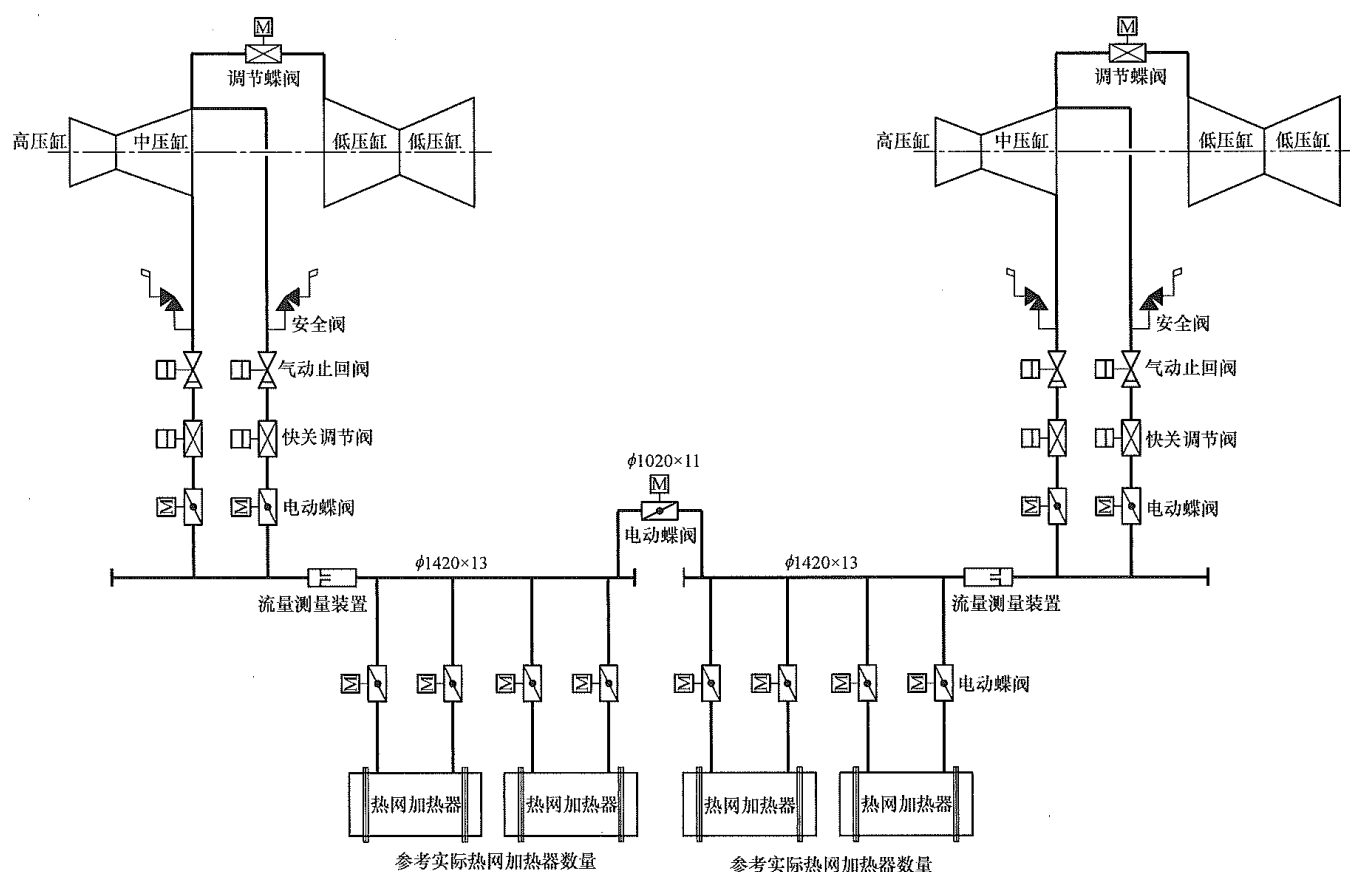 M
M
调节蝶阀
调节蝶阀
高压缸
中压缸
低压缸
低压缸
高压缸
中压缸
低压缸
低压缸
安全阀
安全阀
气动止回阀
气动止回阀
快关调节阀
快关调节阀
ϕ1020×11
M
M
M
电动蝶阀
M
M
电动蝶阀
电动蝶阀
ϕ1420×13
ϕ1420×13
流量测量装置
流量测量装置
M
M
M
M
M
M
M
M
电动蝶阀
热网加热器
热网加热器
热网加热器
热网加热器
参考实际热网加热器数量
参考实际热网加热器数量